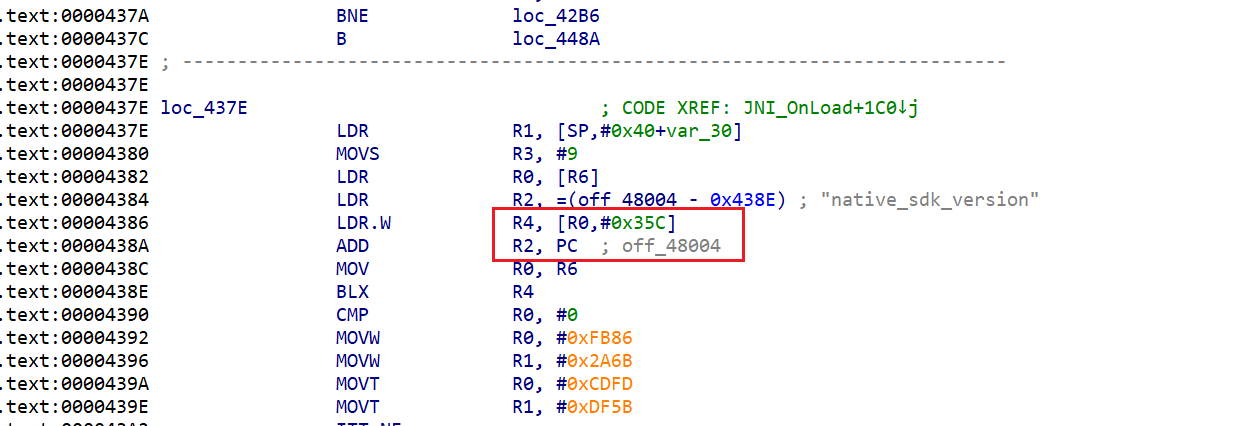 .text:0000437A BNE loc_42B6
.text:0000437C B loc_448A
.text:0000437E ; ---------------------------------------------------------------------------
.text:0000437E
.text:0000437E loc_437E ; CODE XREF: JNI_OnLoad+1C0↓j
.text:0000437E LDR R1, [SP,#0x40+var_30]
.text:00004380 MOVS R3, #9
.text:00004382 LDR R0, [R6]
.text:00004384 LDR R2, =(off_48004 - 0x438E) ; "native_sdk_version"
.text:00004386 LDR.W R4, [R0,#0x35C]
.text:0000438A ADD R2, PC ; off_48004
.text:0000438C MOV R0, R6
.text:0000438E BLX R4
.text:00004390 CMP R0, #0
.text:00004392 MOVW R0, #0xFB86
.text:00004396 MOVW R1, #0x2A6B
.text:0000439A MOVT R0, #0xCDFD
.text:0000439E MOVT R1, #0xDF5B